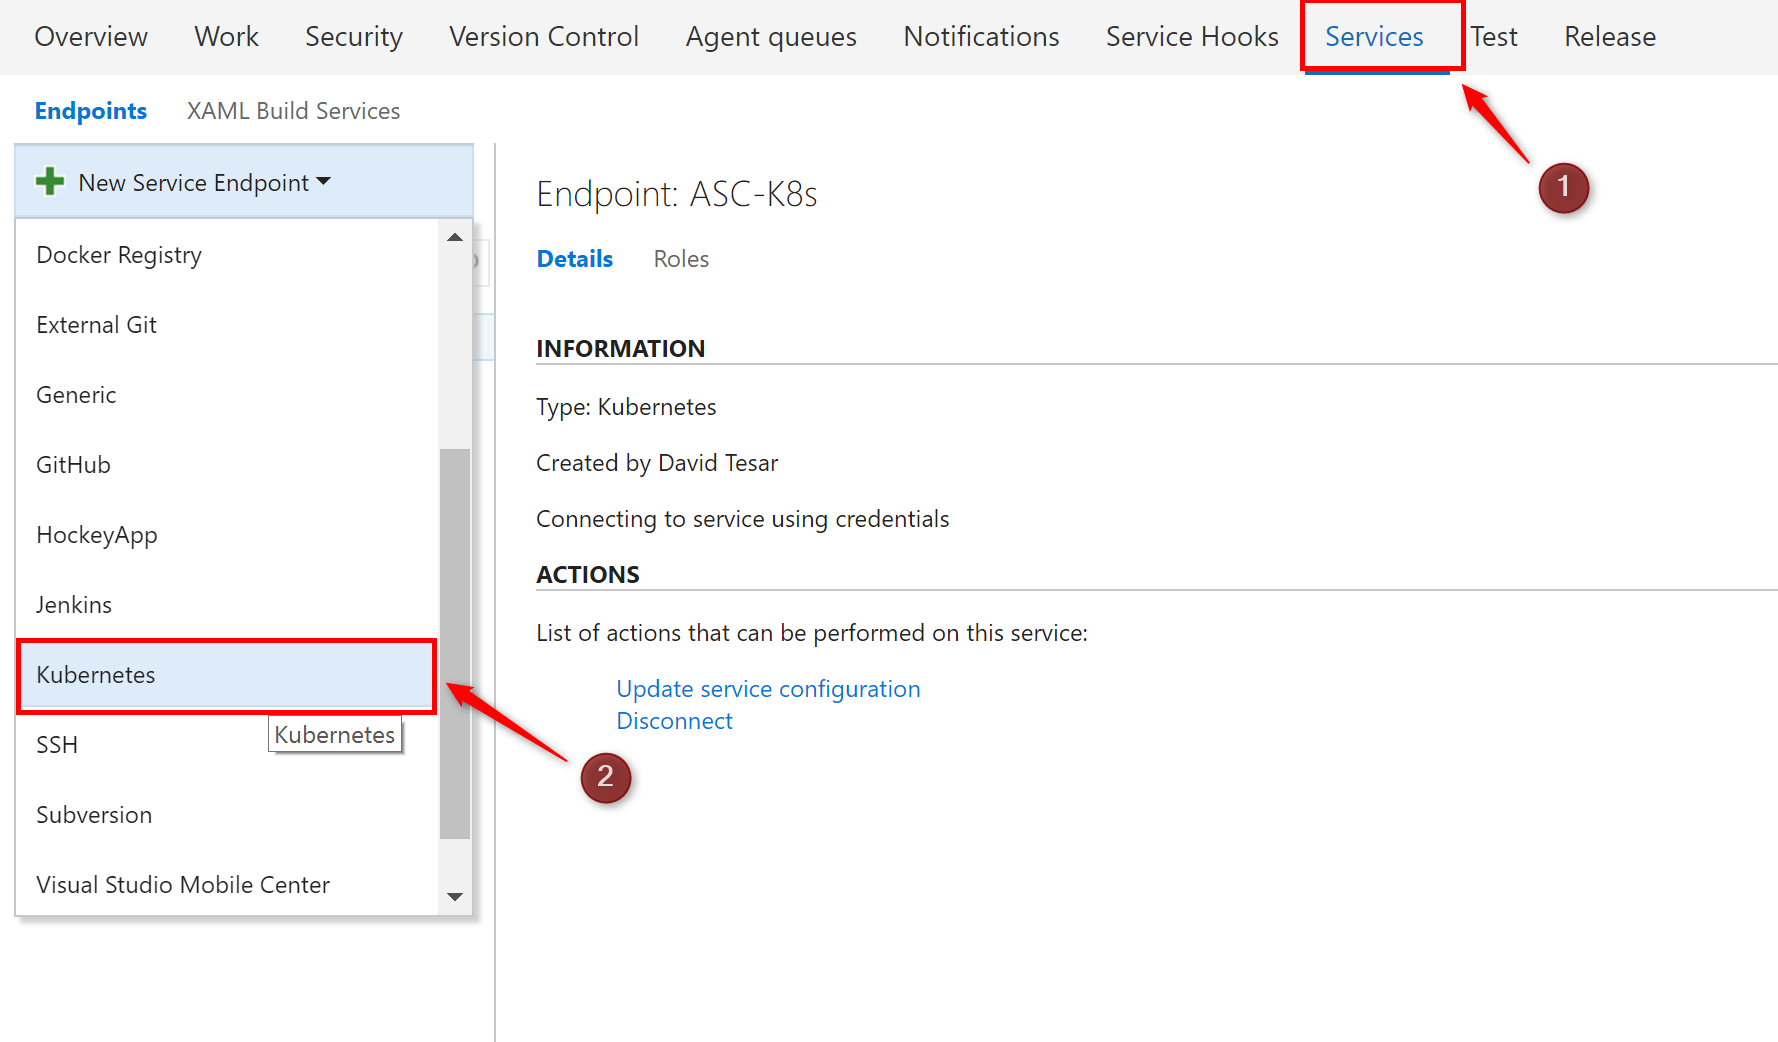 Overview Work Security Version Control Agent queues Notifications Service Hooks Services Test Release
1
Endpoints XAML Build Services
New Service Endpoint
Docker Registry
External Git
Generic
GitHub
HockeyApp
Jenkins
Kubernetes
Kubernetes
2
SSH
Subversion
Visual Studio Mobile Center
Endpoint: ASC-K8s
Details Roles
INFORMATION
Type: Kubernetes
Created by David Tesar
Connecting to service using credentials
ACTIONS
List of actions that can be performed on this service:
Update service configuration
Disconnect